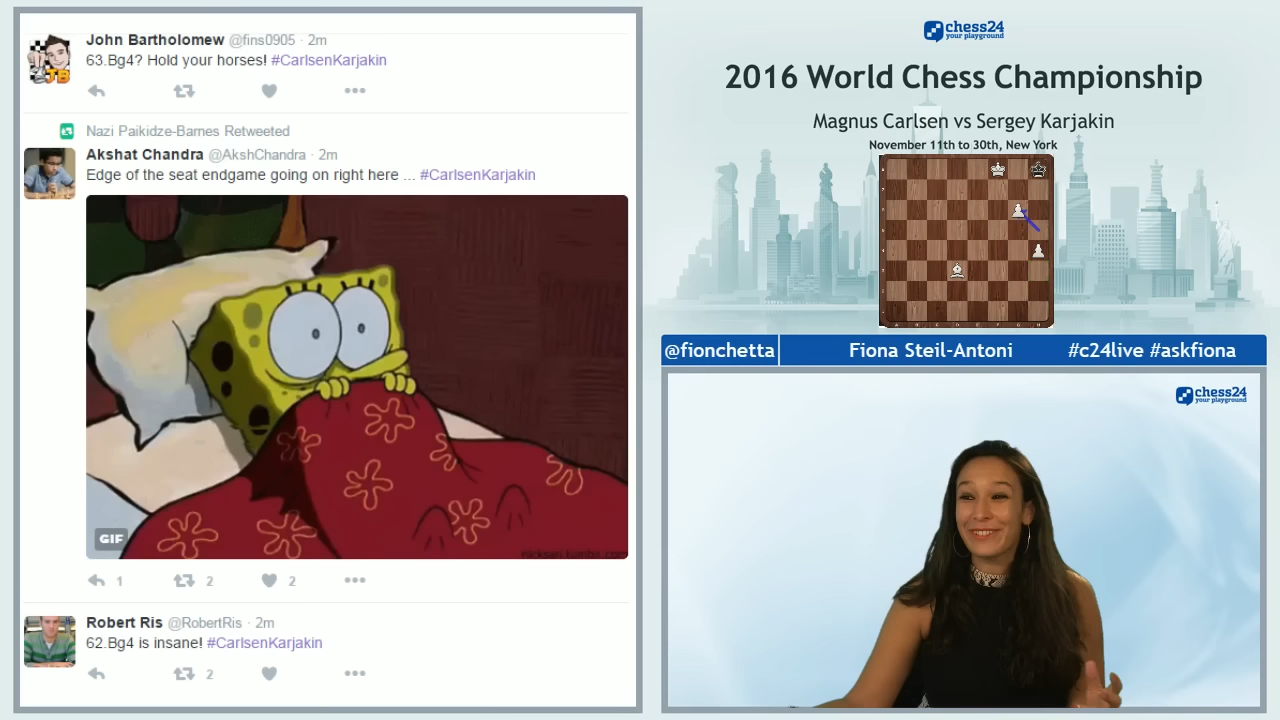 John Bartholomew @fins0905 · 2m
63.Bg4? Hold your horses! #CarlsenKarjakin
Nazi Paikidze-Barnes Retweeted
Akshat Chandra @AkshChandra · 2m
Edge of the seat endgame going on right here ... #CarlsenKarjakin
GIF
1 2 2
Robert Ris @RobertRis · 2m
62.Bg4 is insane! #CarlsenKarjakin
2
chess24
your playground
2016 World Chess Championship
Magnus Carlsen vs Sergey Karjakin
November 11th to 30th, New York
@fionchetta Fiona Steil-Antoni #c24live #askfiona
chess24
your playground